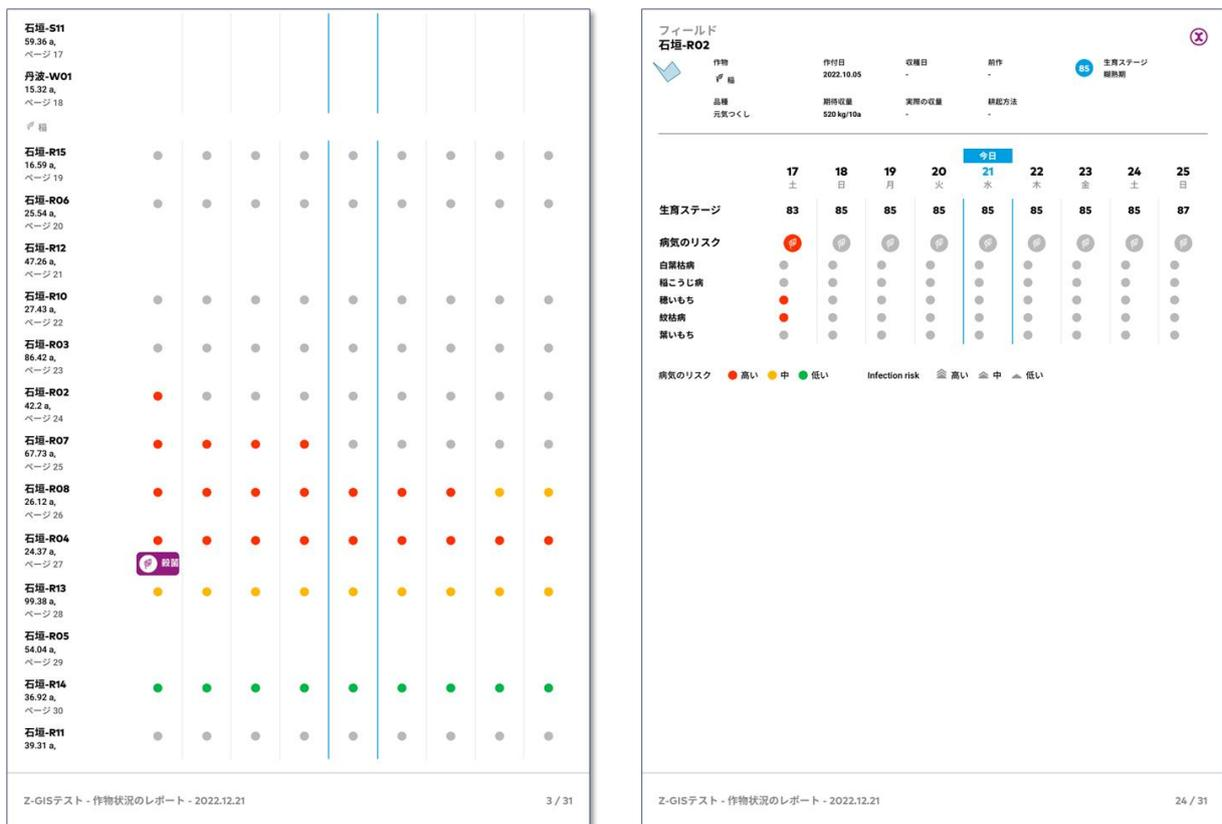 石垣-S11
59.36 a,
ページ 17
丹波-W01
15.32 a,
ページ 18
稲
石垣-R15
16.59 a,
ページ 19
石垣-R06
25.54 a,
ページ 20
石垣-R12
47.26 a,
ページ 21
石垣-R10
27.43 a,
ページ 22
石垣-R03
86.42 a,
ページ 23
石垣-R02
42.2 a,
ページ 24
石垣-R07
67.73 a,
ページ 25
石垣-R08
26.12 a,
ページ 26
石垣-R04
24.37 a,
ページ 27
殺菌
石垣-R13
99.38 a,
ページ 28
石垣-R05
54.04 a,
ページ 29
石垣-R14
36.92 a,
ページ 30
石垣-R11
39.31 a,
Z-GISテスト - 作物状況のレポート - 2022.12.21 3 / 31
フィールド
石垣-R02
作物 作付日 収穫日 前作 85 生育ステージ
稲 2022.10.05 - - 糊熟期
品種 期待収量 実際の収量 耕起方法
元気つくし 520 kg/10a - -
今日
17 18 19 20 21 22 23 24 25
土 日 月 火 水 木 金 土 日
生育ステージ 83 85 85 85 85 85 85 85 87
病気のリスク
白葉枯病
稲こうじ病
穂いもち
紋枯病
葉いもち
病気のリスク 高い 中 低い Infection risk 高い 中 低い
Z-GISテスト - 作物状況のレポート - 2022.12.21 24 / 31